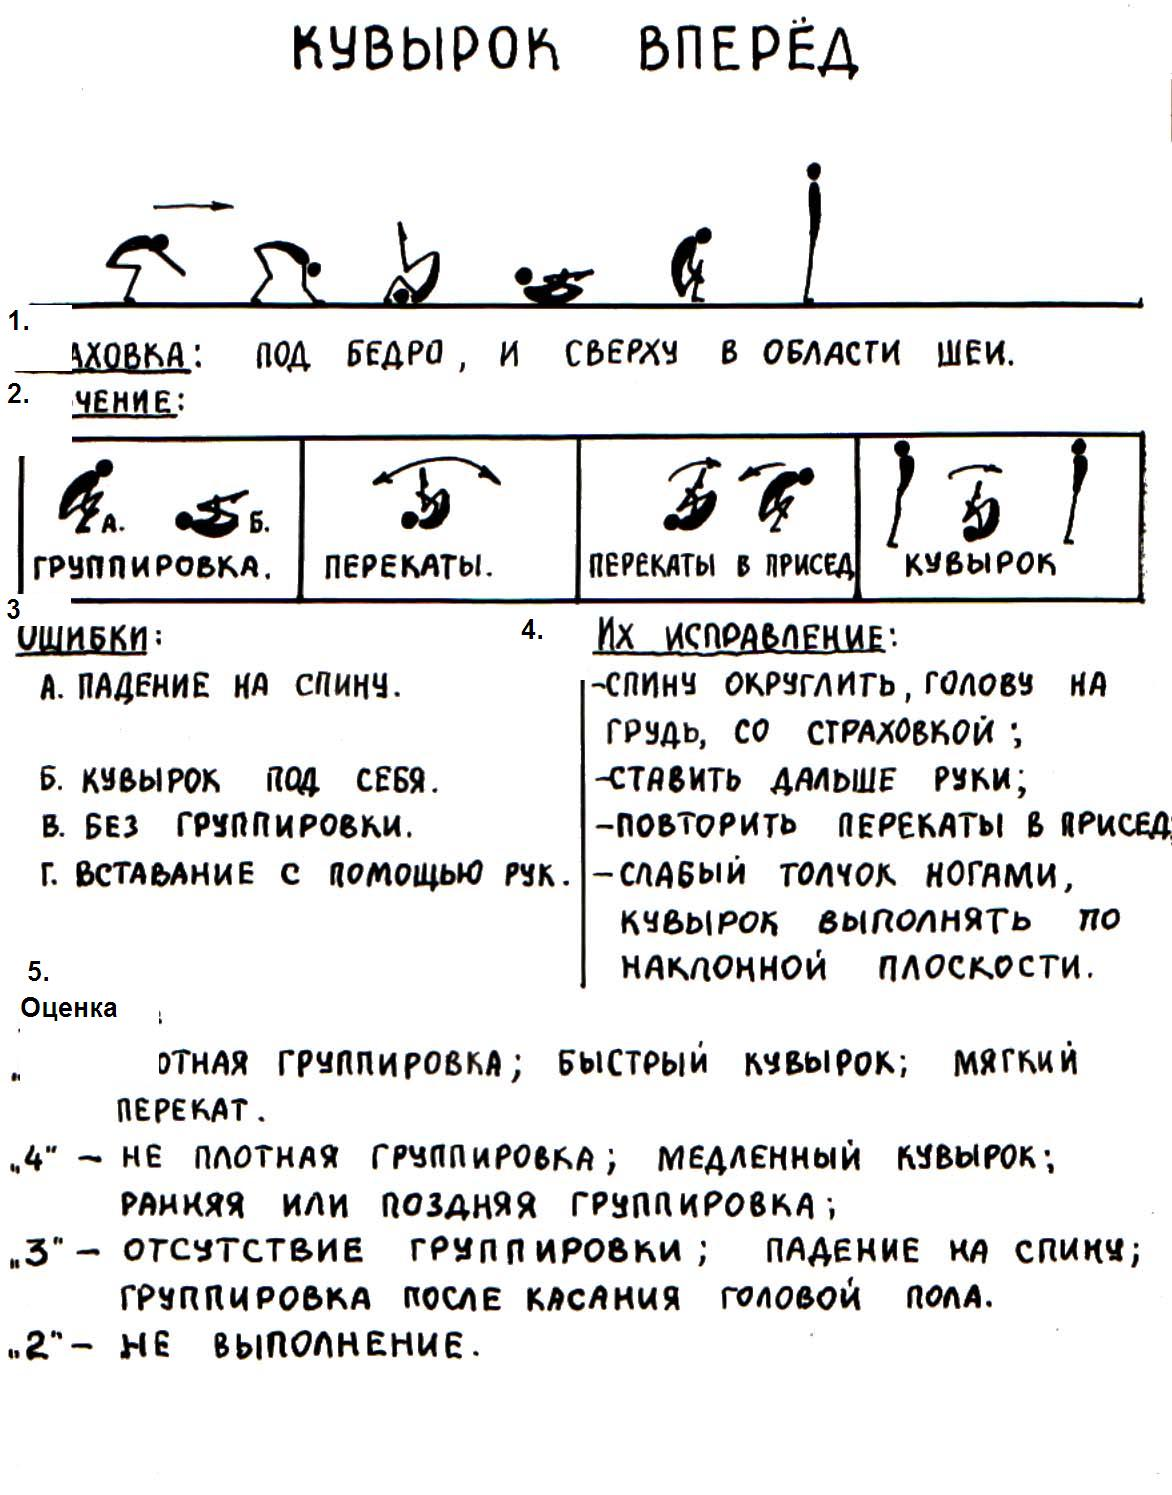 КУВЫРОК ВПЕРЁД
1.
АХОВКА: ПОД БЕДРО, И СВЕРХУ В ОБЛАСТИ ШЕИ.
2.
ЧЕНИЕ:
А. Б.
ГРУППИРОВКА. ПЕРЕКАТЫ. ПЕРЕКАТЫ В ПРИСЕД КУВЫРОК
3
ОШИБКИ:
А. ПАДЕНИЕ НА СПИНУ.
Б. КУВЫРОК ПОД СЕБЯ.
В. БЕЗ ГРУППИРОВКИ.
Г. ВСТАВАНИЕ С ПОМОЩЬЮ РУК.
4.
ИХ ИСПРАВЛЕНИЕ:
-СПИНУ ОКРУГЛИТЬ, ГОЛОВУ НА
ГРУДЬ, СО СТРАХОВКОЙ;
-СТАВИТЬ ДАЛЬШЕ РУКИ;
-ПОВТОРИТЬ ПЕРЕКАТЫ В ПРИСЕД;
-СЛАБЫЙ ТОЛЧОК НОГАМИ,
КУВЫРОК ВЫПОЛНЯТЬ ПО
НАКЛОННОЙ ПЛОСКОСТИ.
5.
Оценка
ОТНАЯ ГРУППИРОВКА; БЫСТРЫЙ КУВЫРОК; МЯГКИЙ
ПЕРЕКАТ.
„4" - НЕ ПЛОТНАЯ ГРУППИРОВКА; МЕДЛЕННЫЙ КУВЫРОК;
РАННЯЯ ИЛИ ПОЗДНЯЯ ГРУППИРОВКА;
„3" - ОТСУТСТВИЕ ГРУППИРОВКИ; ПАДЕНИЕ НА СПИНУ;
ГРУППИРОВКА ПОСЛЕ КАСАНИЯ ГОЛОВОЙ ПОЛА.
„2" - НЕ ВЫПОЛНЕНИЕ.